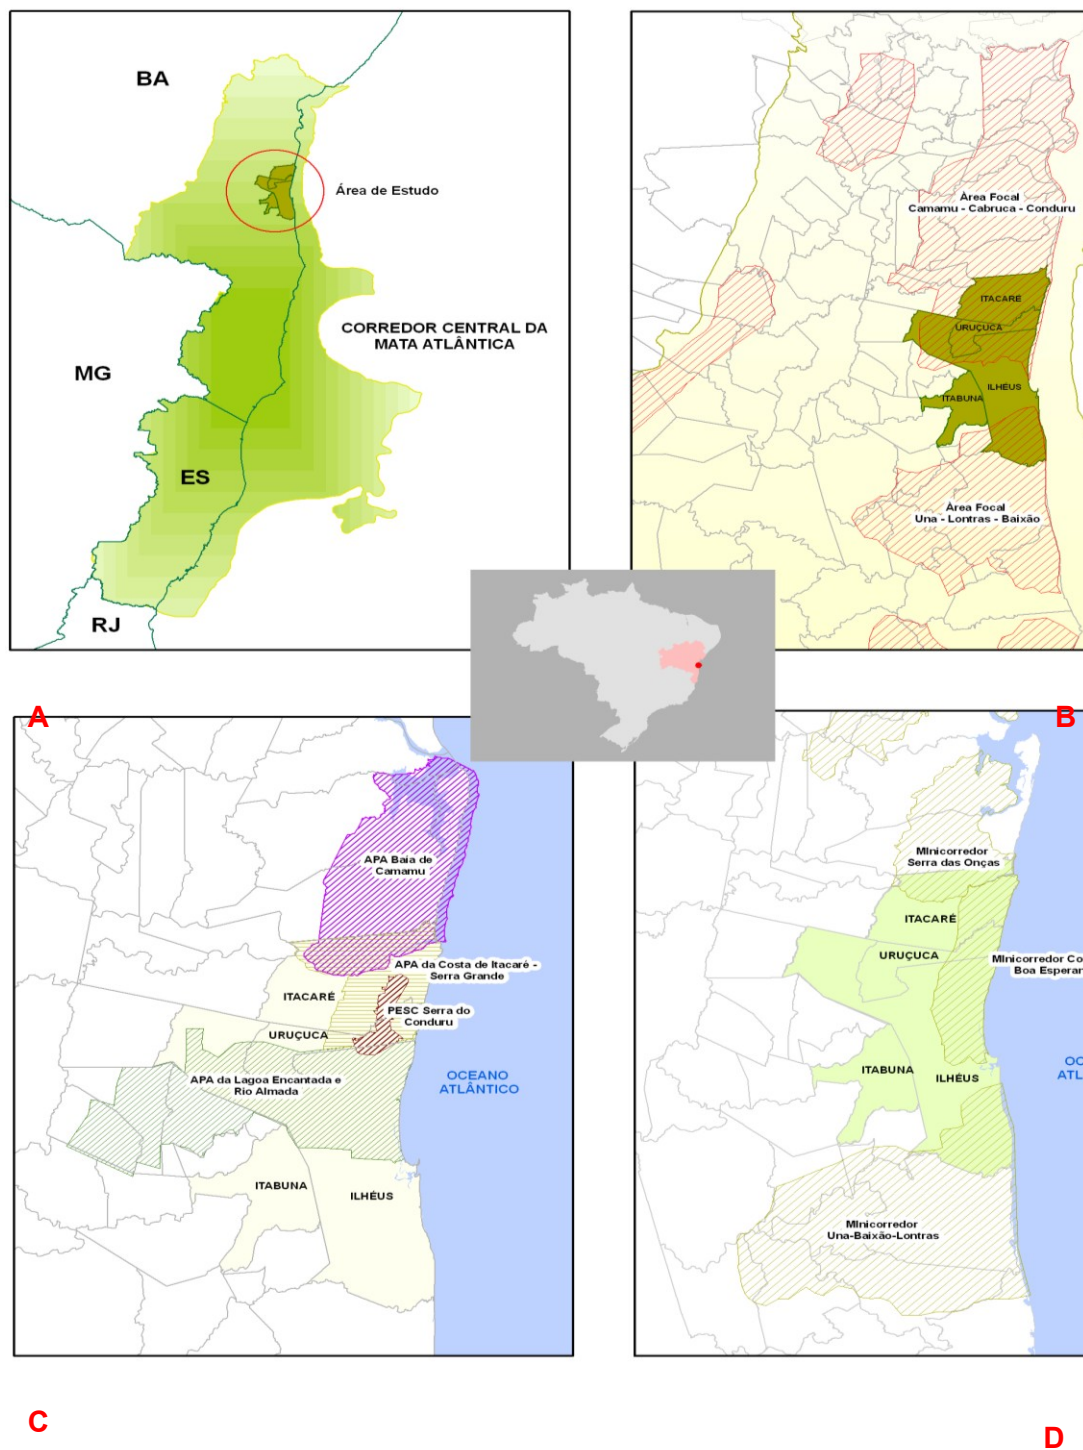 BA
Área de Estudo
CORREDOR CENTRAL DA
MATA ATLÂNTICA
MG
ES
RJ
A
Área Focal
Camamu - Cabruca - Conduru
ITACARÉ
URUÇUCA
ILHÉUS
ITABUNA
Área Focal
Una - Lontras - Baixão
B
APA Baía de
Camamu
APA da Costa de Itacaré -
Serra Grande
ITACARÉ
PESC Serra do
Conduru
URUÇUCA
APA da Lagoa Encantada e
Rio Almada
OCEANO
ATLÂNTICO
ITABUNA
ILHÉUS
C
MInicorredor
Serra das Onças
ITACARÉ
URUÇUCA
MInicorredor Co
Boa Esperan
OC
ATL
ITABUNA
ILHÉUS
MInicorredor
Una-Baixão-Lontras
D